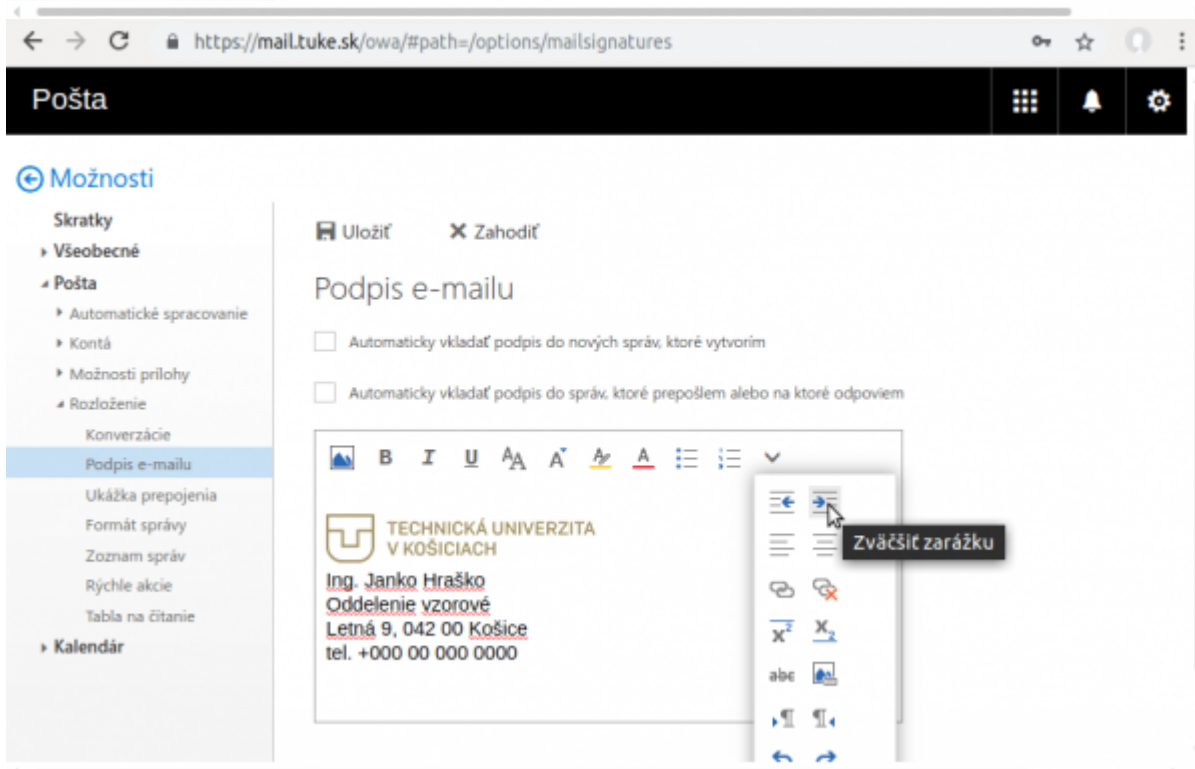 https://mail.tuke.sk/owa/#path=/options/mailsignatures
Pošta
Možnosti
Skratky
Všeobecné
Pošta
Automatické spracovanie
Kontá
Možnosti prílohy
Rozloženie
Konverzácie
Podpis e-mailu
Ukážka prepojenia
Formát správy
Zoznam správ
Rýchle akcie
Tabla na čítanie
Kalendár
Uložiť
Zahodiť
Podpis e-mailu
Automaticky vkladať podpis do nových správ, ktoré vytvorím
Automaticky vkladať podpis do správ, ktoré prepošlem alebo na ktoré odpoviem
B I U AA A A
TECHNICKÁ UNIVERZITA
V KOŠICIACH
Ing. Janko Hraško
Oddelenie vzorové
Letná 9, 042 00 Košice
tel. +000 00 000 0000
Zväčšiť zarážku
x² x₂
abc